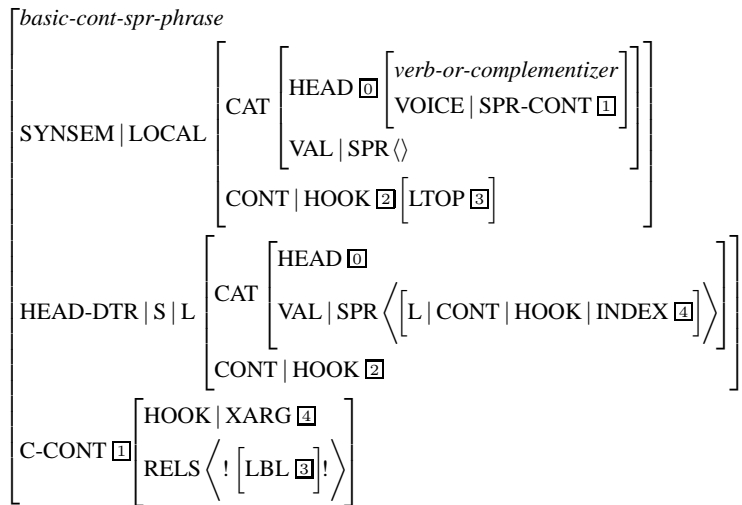 basic-cont-spr-phrase
SYNSEM | LOCAL
CAT
HEAD 0
verb-or-complementizer
VOICE | SPR-CONT 1
VAL | SPR ⟨⟩
CONT | HOOK 2 [LTOP 3]
HEAD-DTR | S | L
CAT
HEAD 0
VAL | SPR ⟨[L | CONT | HOOK | INDEX 4]⟩
CONT | HOOK 2
C-CONT 1
HOOK | XARG 4
RELS ⟨! [LBL 3]! ⟩